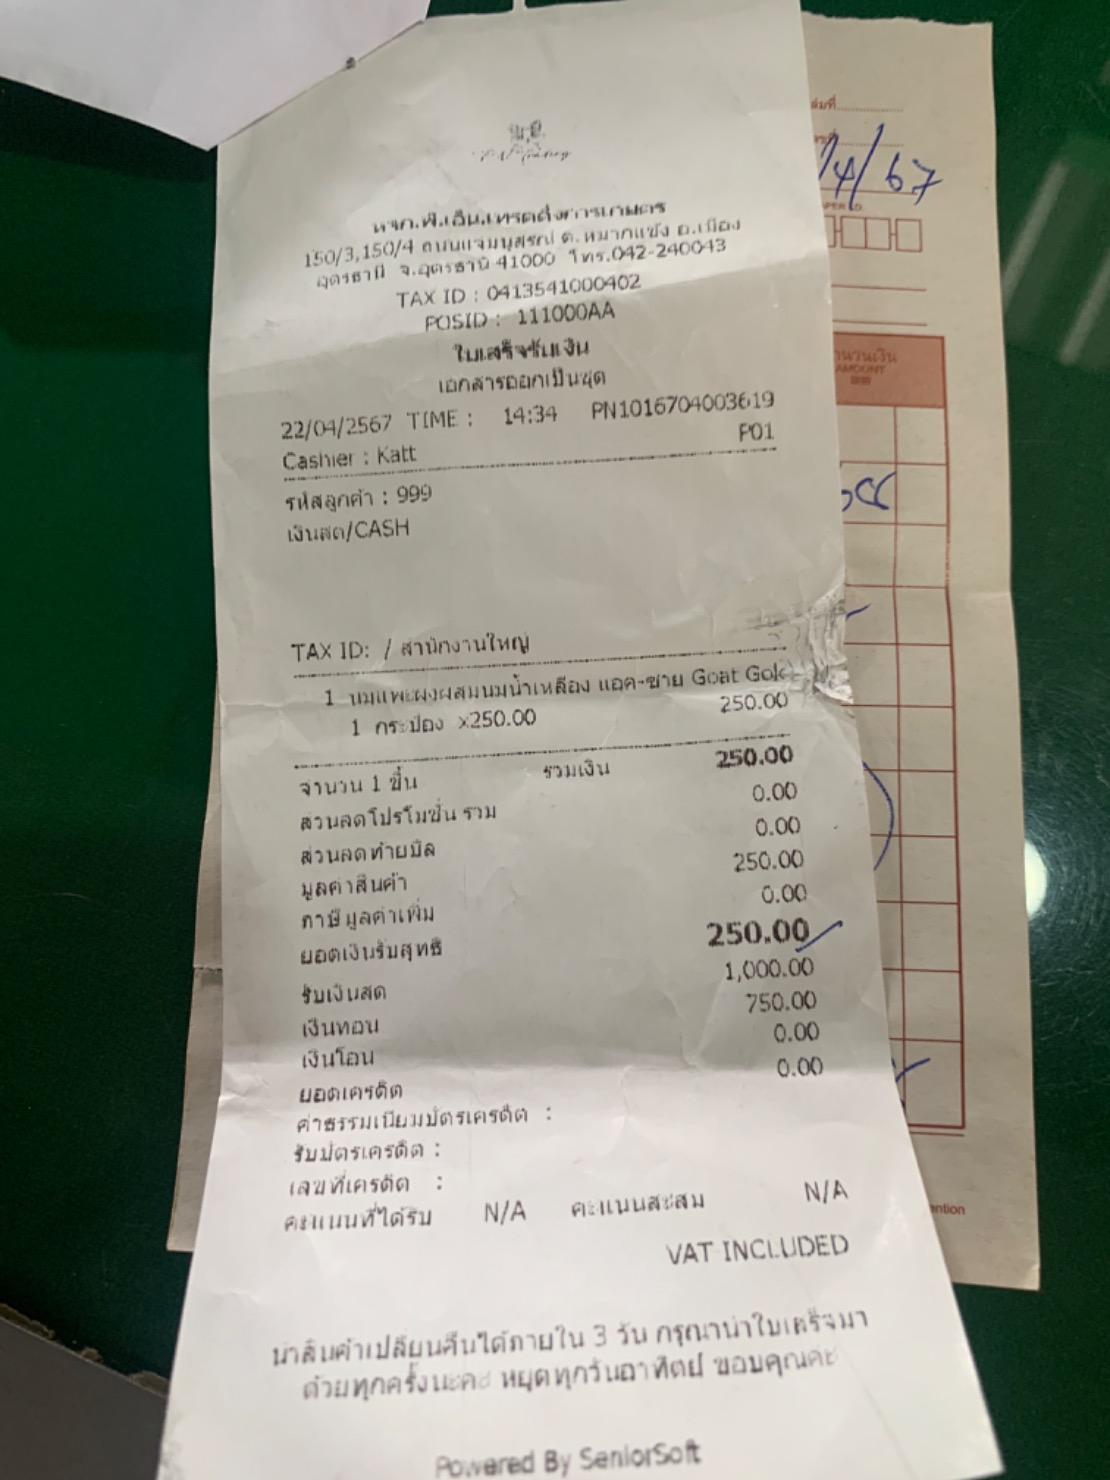 หจก.พี.เอ็น.เทรดดิ้งการเกษตร
150/3,150/4 ถนนแจ่มนุสรณ์ ต.หมากแข้ง อ.เมือง
อุดรธานี จ.อุดรธานี 41000 โทร.042-240043
TAX ID : 0413541000402
POSID : 111000AA
ใบเสร็จรับเงิน
เอกสารออกเป็นชุด
22/04/2567 TIME : 14:34 PN1016704003619
Cashier : Katt P01
รหัสลูกค้า : 999
เงินสด/CASH
TAX ID: / สำนักงานใหญ่
1 นมแพะผงผสมนมน้ำเหลือง แอค-ซาย Goat Gol
1 กระป๋อง x250.00 250.00
จำนวน 1 ชิ้น รวมเงิน 250.00
ส่วนลดโปรโมชั่น รวม 0.00
ส่วนลดท้ายบิล 0.00
มูลค่าสินค้า 250.00
ภาษีมูลค่าเพิ่ม 0.00
ยอดเงินรับสุทธิ 250.00
รับเงินสด 1,000.00
เงินทอน 750.00
เงินโอน 0.00
ยอดเครดิต 0.00
ค่าธรรมเนียมบัตรเครดิต :
รับบัตรเครดิต :
เลขที่เครดิต :
คะแนนที่ได้รับ N/A คะแนนสะสม N/A
VAT INCLUDED
นำสินค้าเปลี่ยนคืนได้ภายใน 3 วัน กรุณานำใบเสร็จมา
ด้วยทุกครั้งนะคะ หยุดทุกวันอาทิตย์ ขอบคุณคะ
Powered By SeniorSoft
/4/67
AMOUNT